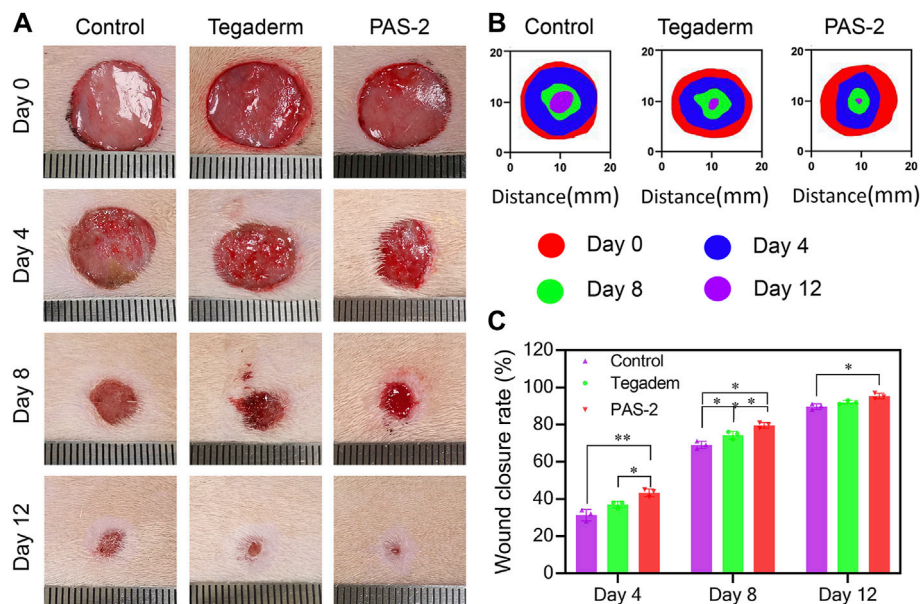 A
Control Tegaderm PAS-2
Day 0
Day 4
Day 8
Day 12
B
Control Tegaderm PAS-2
20 20 20
10 10 10
0 0 0
0 10 20 0 10 20 0 10 20
Distance(mm) Distance(mm) Distance(mm)
Day 0 Day 4
Day 8 Day 12
C
Wound closure rate (%)
120
100
80
60
40
20
0
Control
Tegadem
PAS-2
** *
* * * *
*
Day 4 Day 8 Day 12